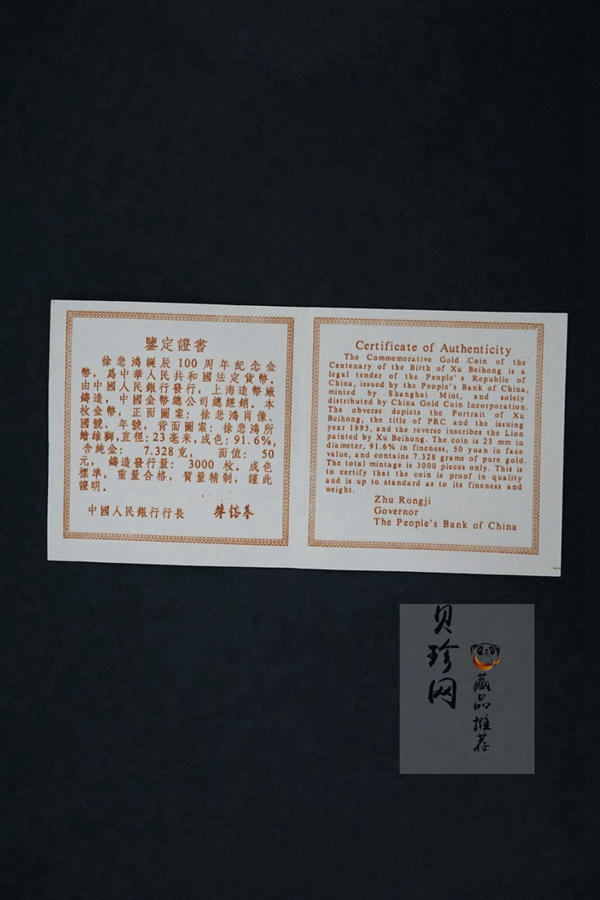 鑒定證書
徐悲鴻誕辰100周年紀念金
幣，爲中華人民共和國法定貨幣。
由中國人民銀行發行，上海造幣廠
鑄造，中國金幣總公司總經銷。本
枚金幣，正面圖案：徐悲鴻肖像、
國號、年號，背面圖案：徐悲鴻所
繪雄獅，直徑：23毫米，成色：91.6%，
含純金：7.328克，面值：50
元，鑄造發行量：3000枚。成色
標準，重量合格，質量精制，謹此
證明。
中國人民銀行行長 朱镕基
Certificate of Authenticity
The Commemorative Gold Coin of the
Centenary of the Birth of Xu Beihong is a
legal tender of the People's Republic of
China, issued by the People's Bank of China,
minted by Shanghai Mint, and solely
distributed by China Gold Coin Incorporation.
The obverse depicts the Portrait of Xu
Beihong, the title of PRC and the issuing
year 1995, and the reverse inscribes the Lion
painted by Xu Beihong. The coin is 23 mm in
diameter, 91.6% in fineness, 50 yuan in face
value, and contains 7.328 grams of pure gold.
The total mintage is 3000 pieces only. This is
to certify that the coin is proof in quality
and is up to standard as to its fineness and
weight.
Zhu Rongji
Governor
The People's Bank of China
贝珍网
藏品推荐